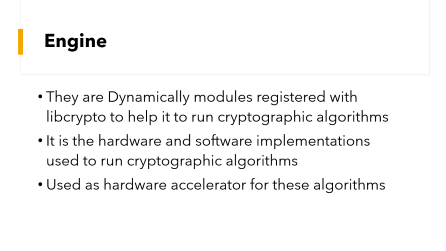 Engine
• They are Dynamically modules registered with
libcrypto to help it to run cryptographic algorithms
• It is the hardware and software implementations
used to run cryptographic algorithms
• Used as hardware accelerator for these algorithms